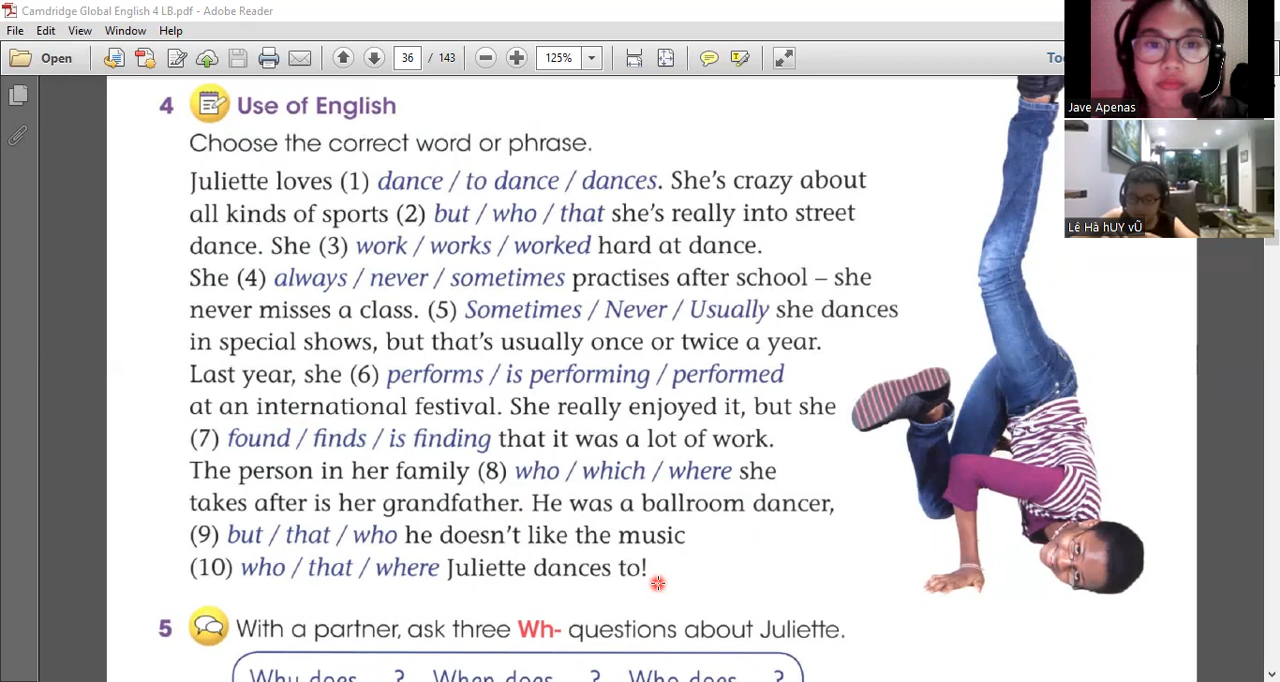 Camdridge Global English 4 LB.pdf - Adobe Reader
File Edit View Window Help
Open 36 / 143 125%
Jave Apenas
Lê Hà hUY vŨ
4 Use of English
Choose the correct word or phrase.
Juliette loves (1) dance / to dance / dances. She's crazy about
all kinds of sports (2) but / who / that she's really into street
dance. She (3) work / works / worked hard at dance.
She (4) always / never / sometimes practises after school – she
never misses a class. (5) Sometimes / Never / Usually she dances
in special shows, but that's usually once or twice a year.
Last year, she (6) performs / is performing / performed
at an international festival. She really enjoyed it, but she
(7) found / finds / is finding that it was a lot of work.
The person in her family (8) who / which / where she
takes after is her grandfather. He was a ballroom dancer,
(9) but / that / who he doesn't like the music
(10) who / that / where Juliette dances to!
5 With a partner, ask three Wh- questions about Juliette.
Why does ? When does ? Who does ?